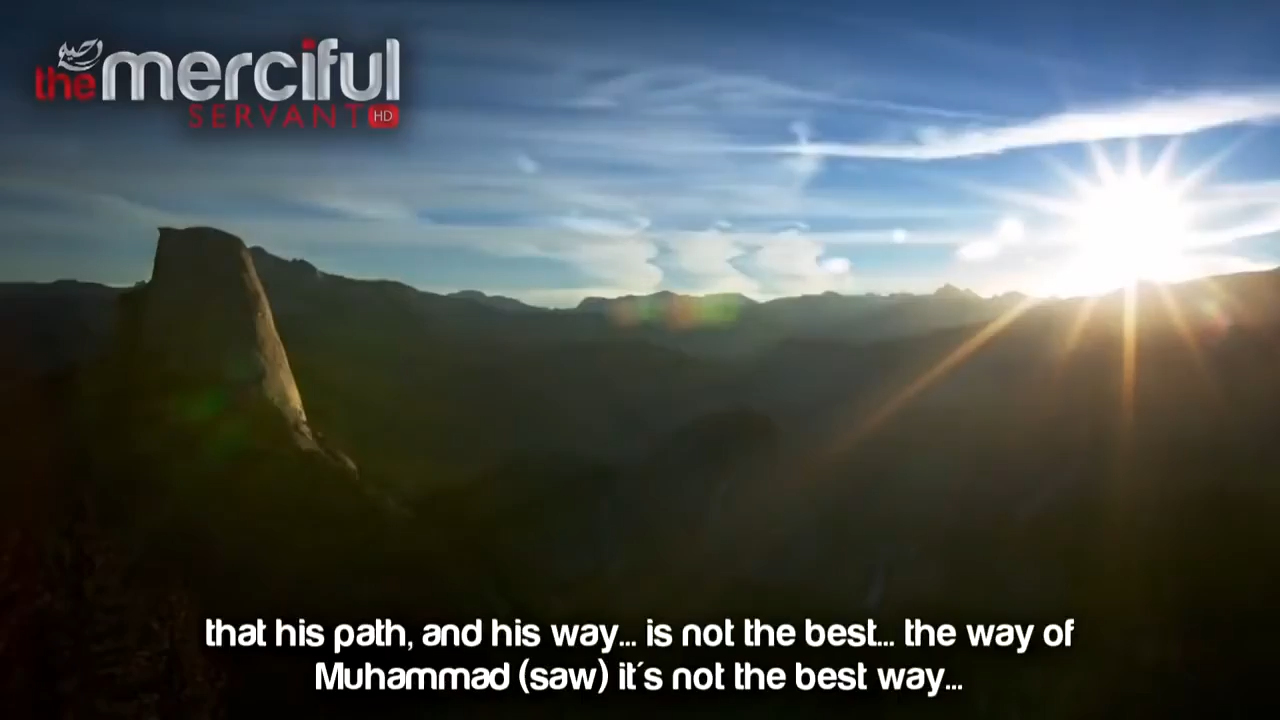 the merciful
SERVANT HD
that his path, and his way... is not the best... the way of
Muhammad (saw) it's not the best way...